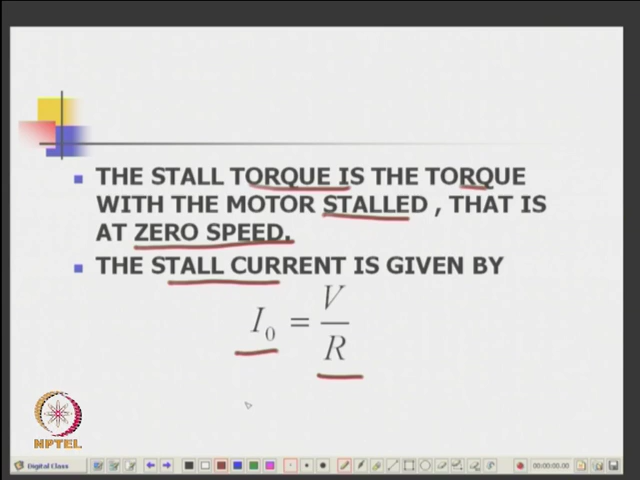 THE STALL TORQUE IS THE TORQUE
WITH THE MOTOR STALLED , THAT IS
AT ZERO SPEED.
THE STALL CURRENT IS GIVEN BY
I₀ = V/R
NPTEL
Digital Class
00:00:00.00